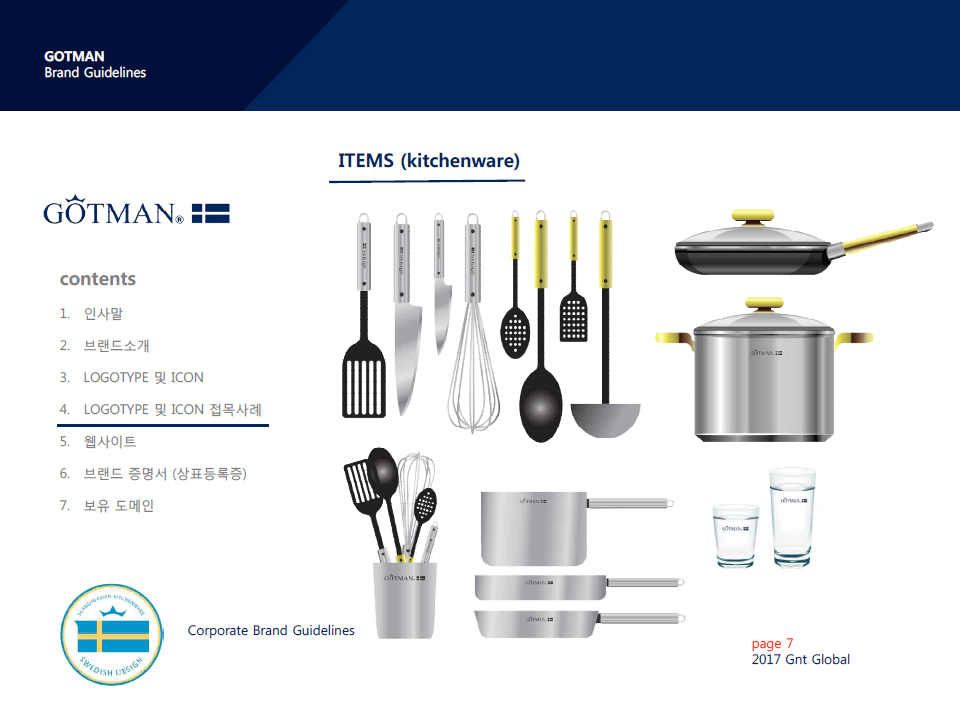 GOTMAN
Brand Guidelines
ITEMS (kitchenware)
GÖTMAN®
contents
1. 인사말
2. 브랜드소개
3. LOGOTYPE 및 ICON
4. LOGOTYPE 및 ICON 접목사례
5. 웹사이트
6. 브랜드 증명서 (상표등록증)
7. 보유 도메인
GÖTMAN
GÖTMAN
GÖTMAN
GÖTMAN
GÖTMAN
GÖTMAN
GÖTMAN
SCANDINAVIAN KITCHENWARE
SWEDISH DESIGN
Corporate Brand Guidelines
page 7
2017 Gnt Global